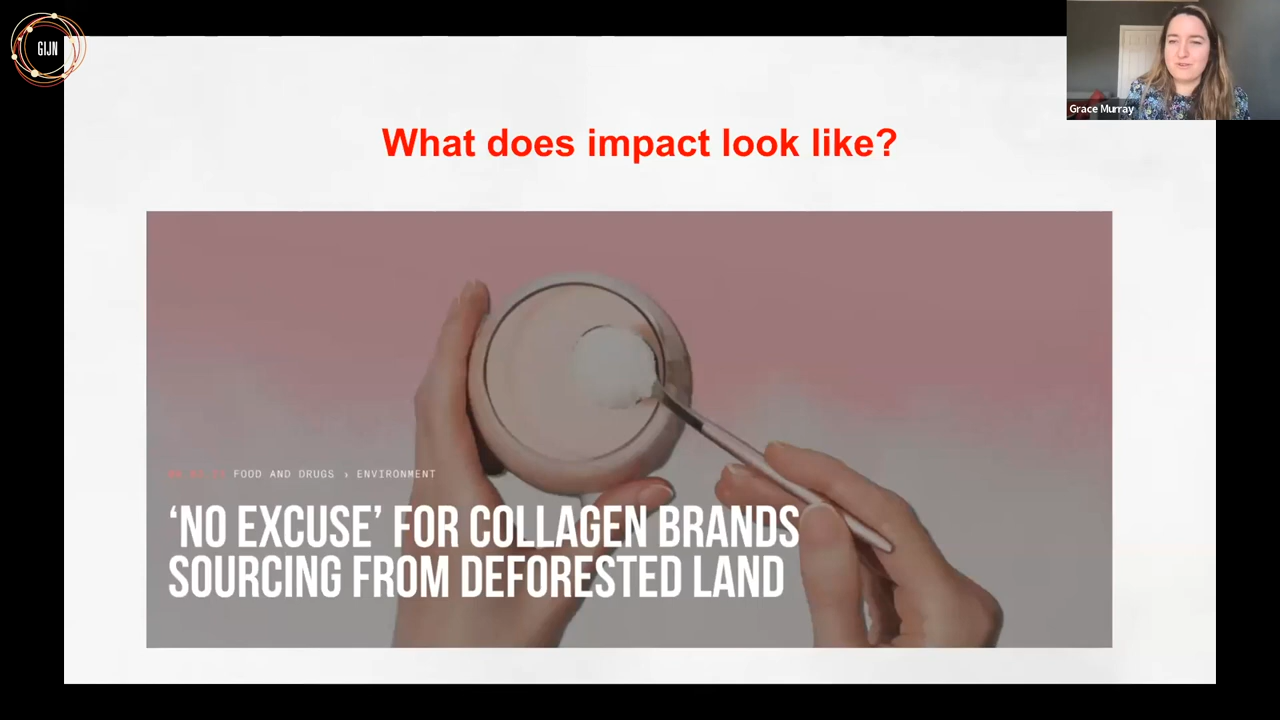 GIJN
Grace Murray
What does impact look like?
FOOD AND DRUGS › ENVIRONMENT
‘NO EXCUSE’ FOR COLLAGEN BRANDS
SOURCING FROM DEFORESTED LAND